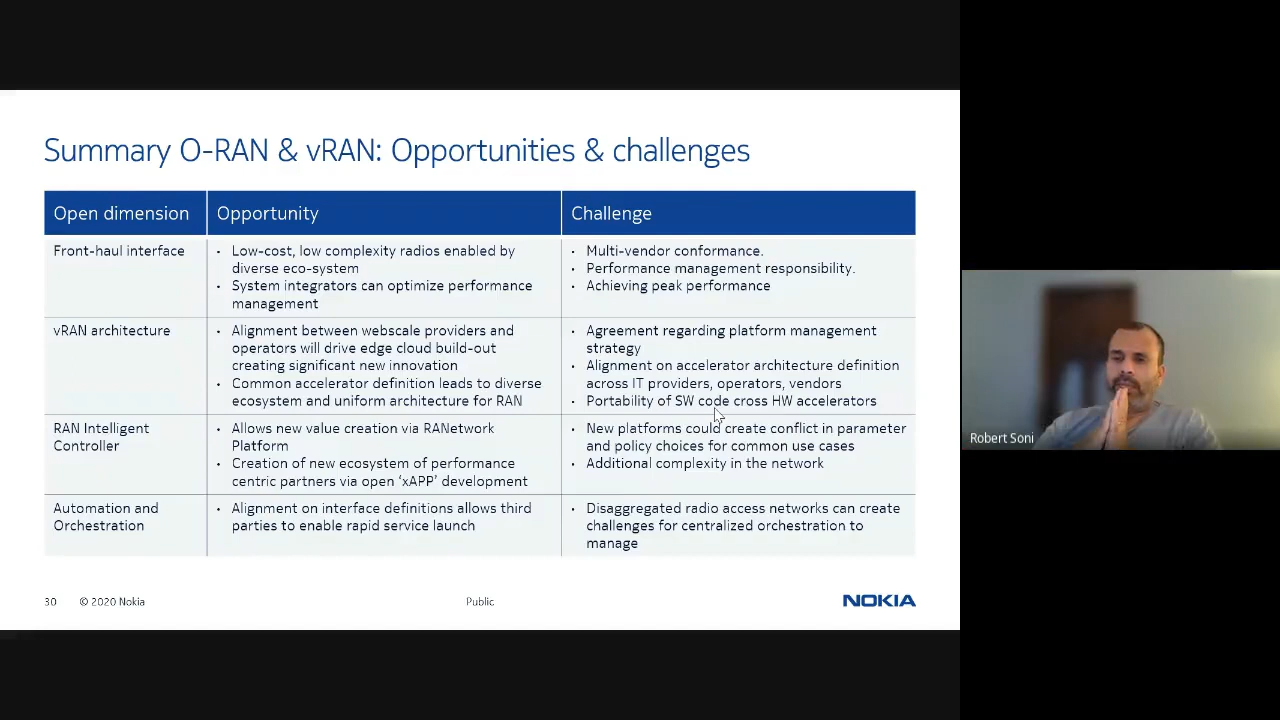 Summary O-RAN & vRAN: Opportunities & challenges
Open dimension
Opportunity
Challenge
Front-haul interface
· Low-cost, low complexity radios enabled by
diverse eco-system
· System integrators can optimize performance
management
· Multi-vendor conformance.
· Performance management responsibility.
· Achieving peak performance
vRAN architecture
· Alignment between webscale providers and
operators will drive edge cloud build-out
creating significant new innovation
· Common accelerator definition leads to diverse
ecosystem and uniform architecture for RAN
· Agreement regarding platform management
strategy
· Alignment on accelerator architecture definition
across IT providers, operators, vendors
· Portability of SW code cross HW accelerators
RAN Intelligent
Controller
· Allows new value creation via RANetwork
Platform
· Creation of new ecosystem of performance
centric partners via open ‘xAPP’ development
· New platforms could create conflict in parameter
and policy choices for common use cases
· Additional complexity in the network
Automation and
Orchestration
· Alignment on interface definitions allows third
parties to enable rapid service launch
· Disaggregated radio access networks can create
challenges for centralized orchestration to
manage
30 © 2020 Nokia
Public
NOKIA
Robert Soni